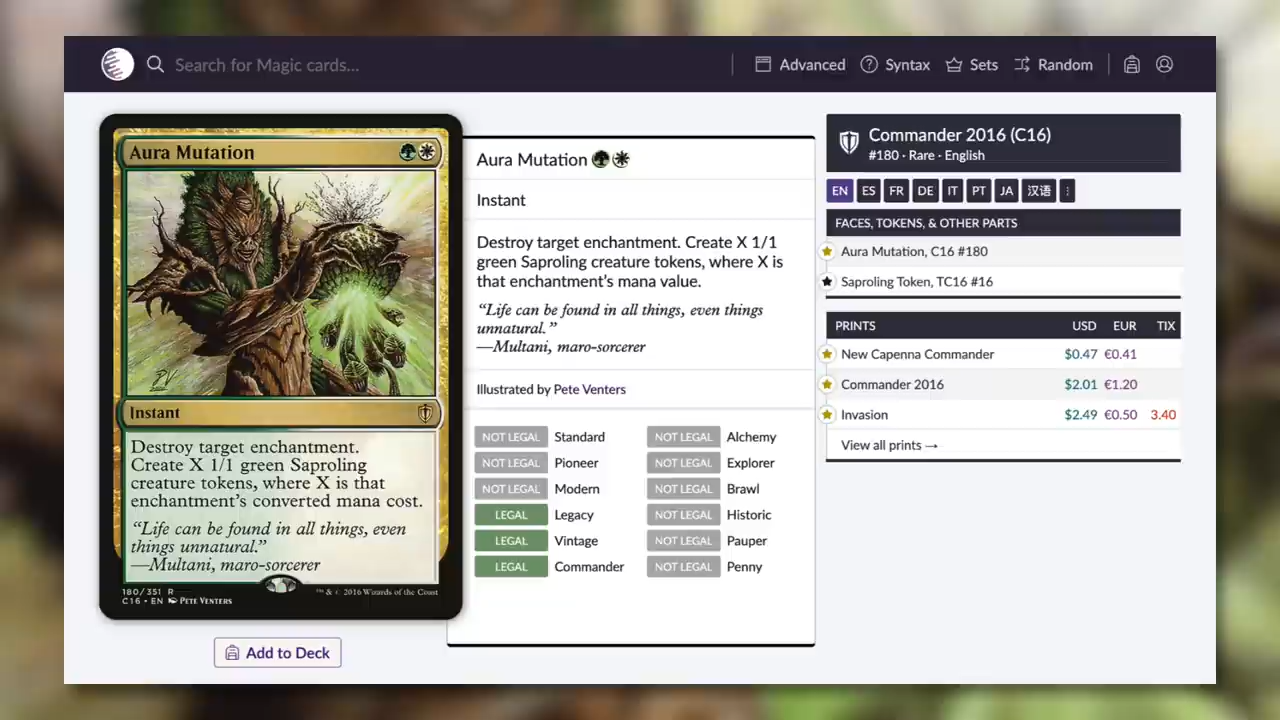 Search for Magic cards...
Advanced
Syntax
Sets
Random
Aura Mutation
Instant
Destroy target enchantment.
Create X 1/1 green Saproling
creature tokens, where X is that
enchantment's converted mana cost.
"Life can be found in all things, even
things unnatural."
—Multani, maro-sorcerer
180/351 R
C16 • EN PETE VENTERS
™ & © 2016 Wizards of the Coast
Add to Deck
Aura Mutation
Instant
Destroy target enchantment. Create X 1/1
green Saproling creature tokens, where X is
that enchantment's mana value.
"Life can be found in all things, even things
unnatural."
—Multani, maro-sorcerer
Illustrated by Pete Venters
NOT LEGAL Standard NOT LEGAL Alchemy
NOT LEGAL Pioneer NOT LEGAL Explorer
NOT LEGAL Modern NOT LEGAL Brawl
LEGAL Legacy NOT LEGAL Historic
LEGAL Vintage NOT LEGAL Pauper
LEGAL Commander NOT LEGAL Penny
Commander 2016 (C16)
#180 · Rare · English
EN ES FR DE IT PT JA 汉语
FACES, TOKENS, & OTHER PARTS
Aura Mutation, C16 #180
Saproling Token, TC16 #16
PRINTS USD EUR TIX
New Capenna Commander $0.47 €0.41
Commander 2016 $2.01 €1.20
Invasion $2.49 €0.50 3.40
View all prints →